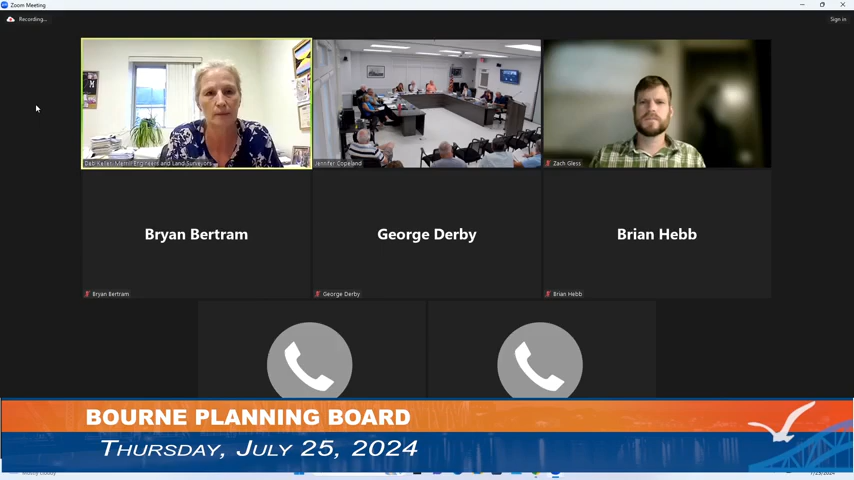 Zoom Meeting
Recording...
Sign in
Deb Keller, Merrill Engineers and Land Surveyors
Jennifer Copeland
Zach Gless
Bryan Bertram
George Derby
Brian Hebb
Bryan Bertram
George Derby
Brian Hebb
BOURNE PLANNING BOARD
THURSDAY, JULY 25, 2024